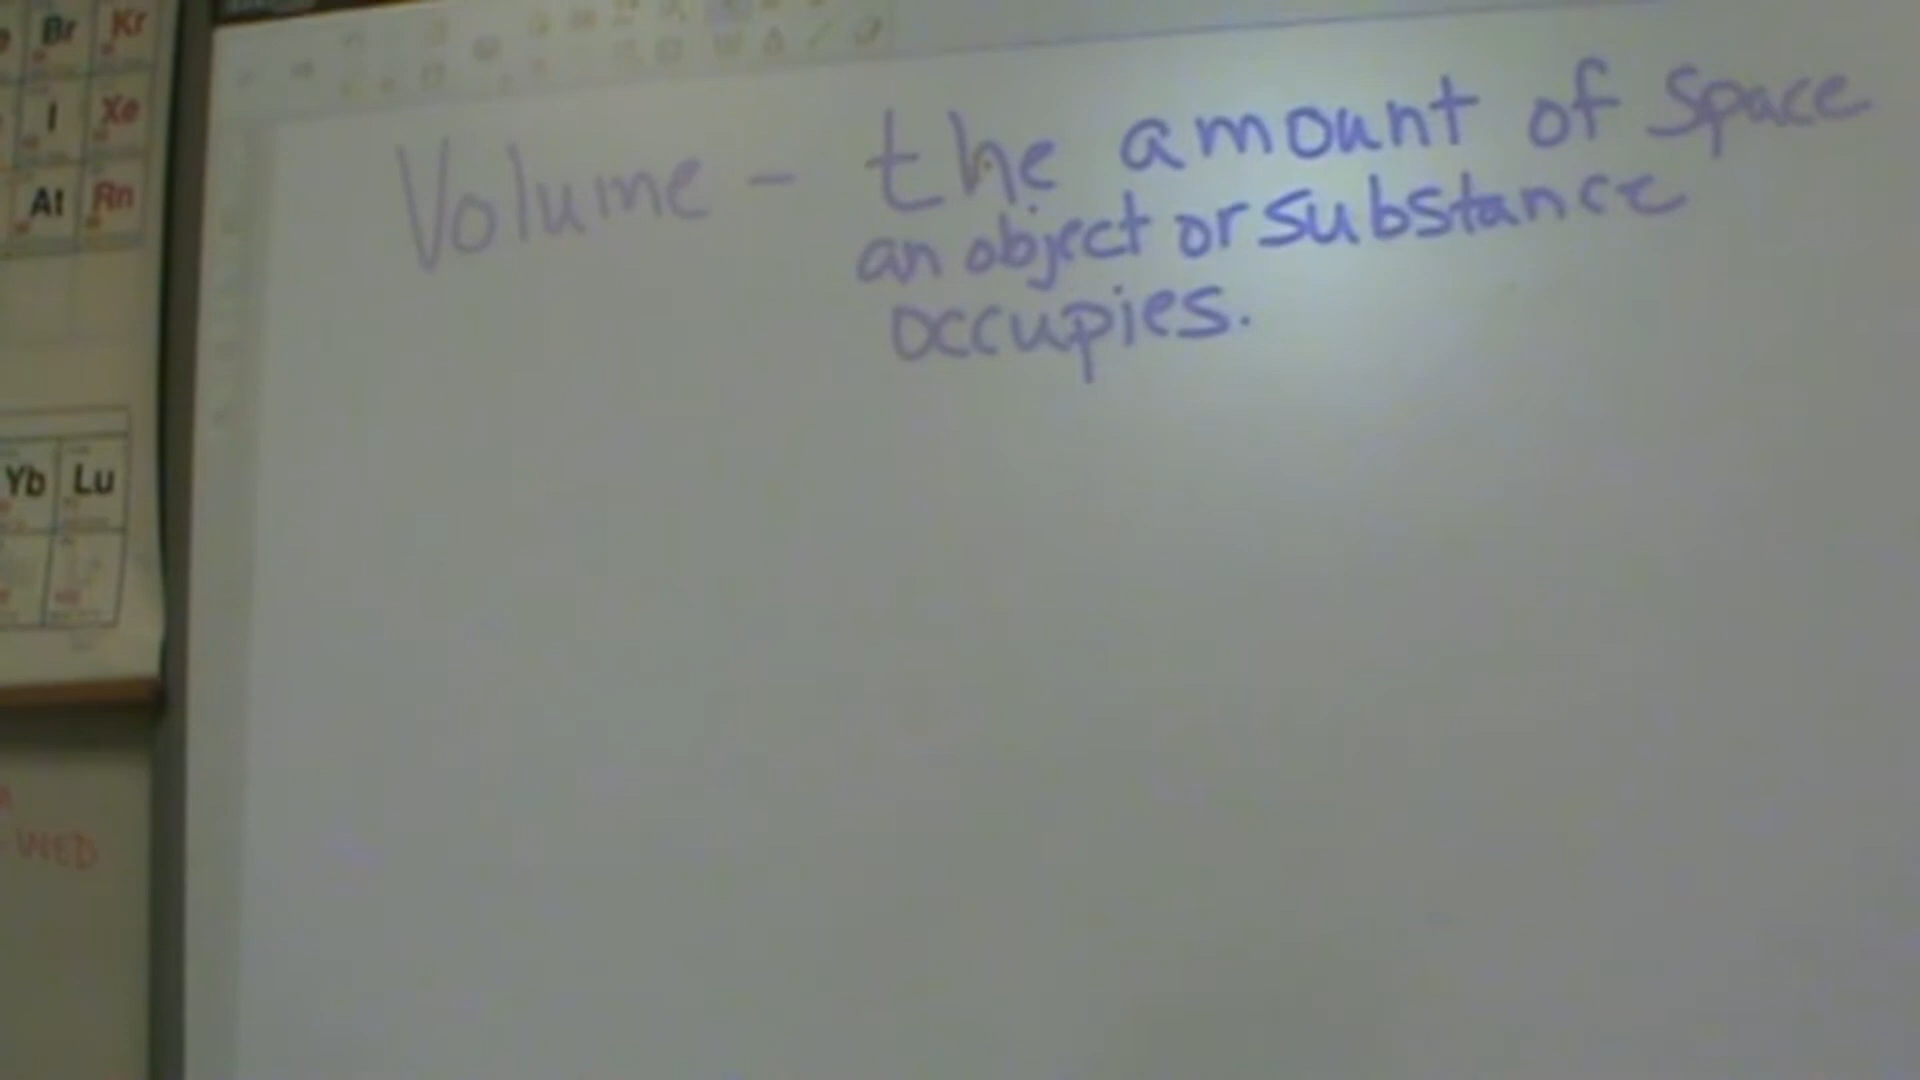 Br Kr
I Xe
At Rn
Yb Lu
WED
Volume - the amount of space
an object or substance
occupies.